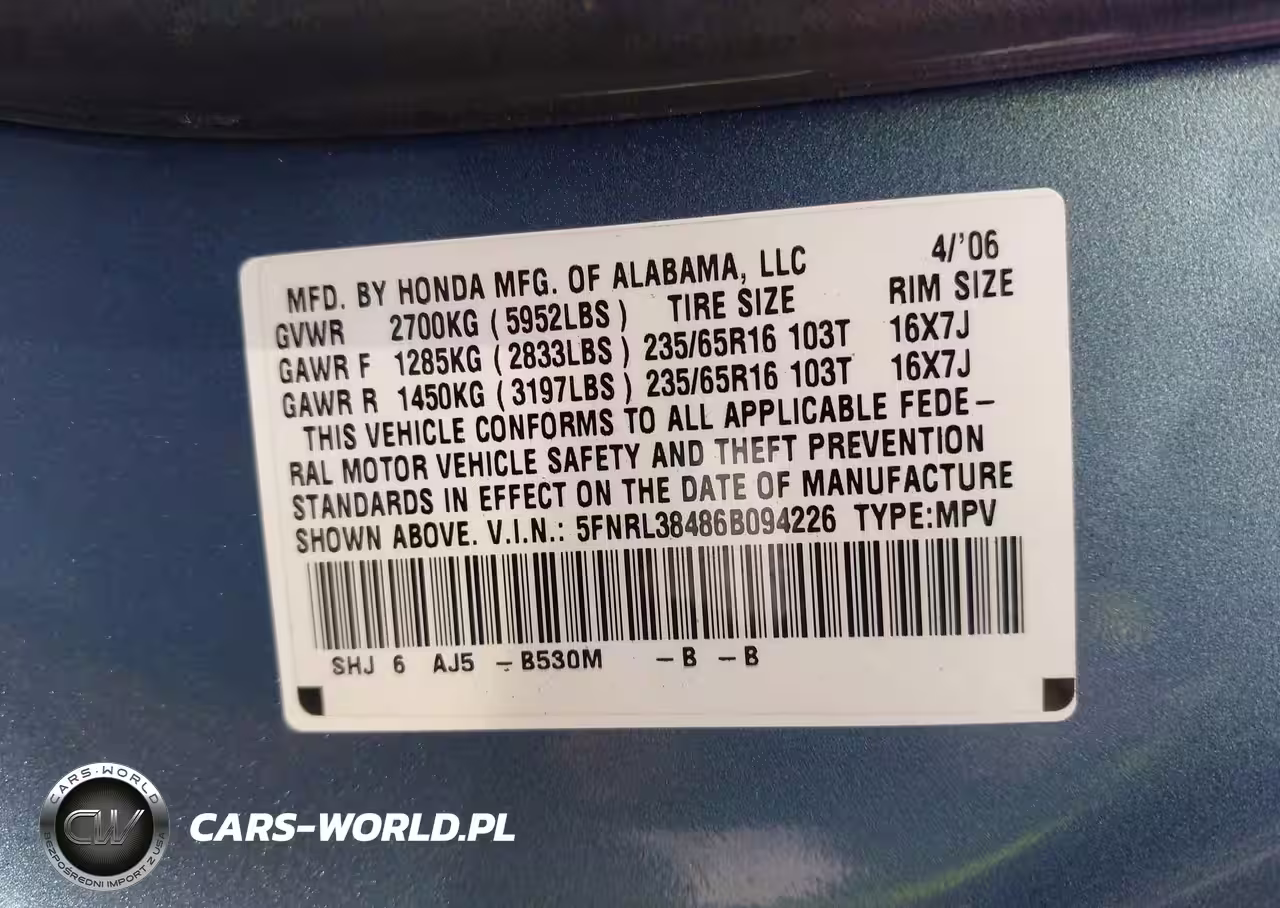 MFD. BY HONDA MFG. OF ALABAMA, LLC 4/'06
GVWR 2700KG ( 5952LBS ) TIRE SIZE RIM SIZE
GAWR F 1285KG ( 2833LBS ) 235/65R16 103T 16X7J
GAWR R 1450KG ( 3197LBS ) 235/65R16 103T 16X7J
THIS VEHICLE CONFORMS TO ALL APPLICABLE FEDE-
RAL MOTOR VEHICLE SAFETY AND THEFT PREVENTION
STANDARDS IN EFFECT ON THE DATE OF MANUFACTURE
SHOWN ABOVE. V.I.N.: 5FNRL38486B094226 TYPE:MPV
SHJ 6 AJ5 - B530M - B - B
CARS-WORLD
CW
BEZPOŚREDNI IMPORT Z USA
CARS-WORLD.PL